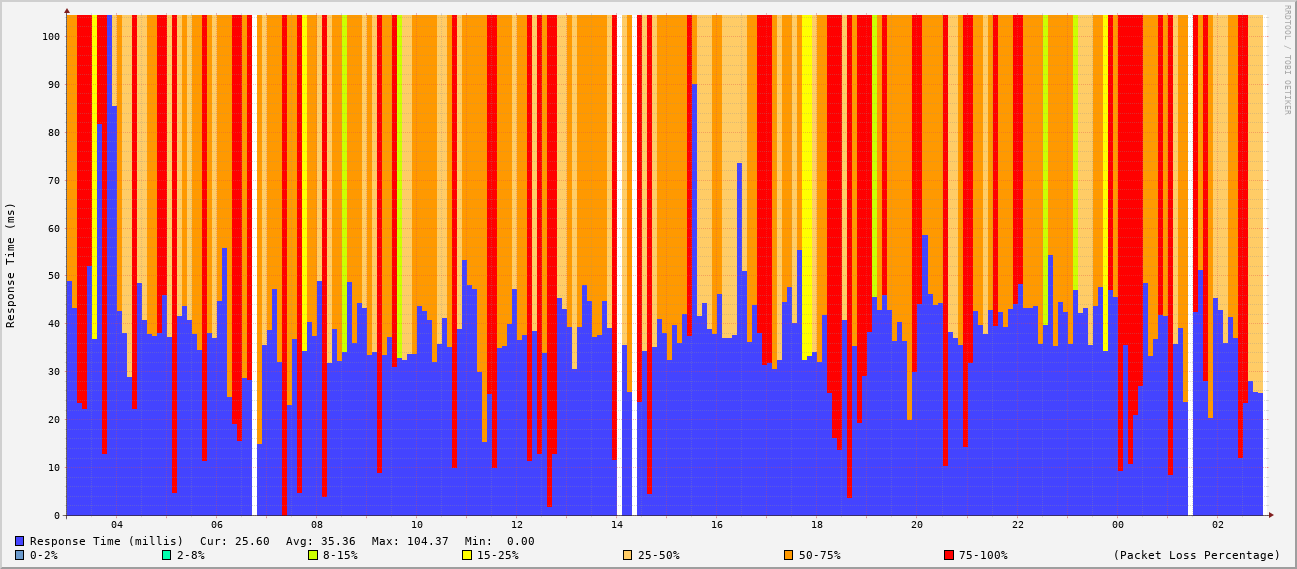 RRDTOOL / TOBI OETIKER
Response Time (ms)
100
90
80
70
60
50
40
30
20
10
0
04 06 08 10 12 14 16 18 20 22 00 02
Response Time (millis) Cur: 25.60 Avg: 35.36 Max: 104.37 Min: 0.00
0-2% 2-8% 8-15% 15-25% 25-50% 50-75% 75-100% (Packet Loss Percentage)